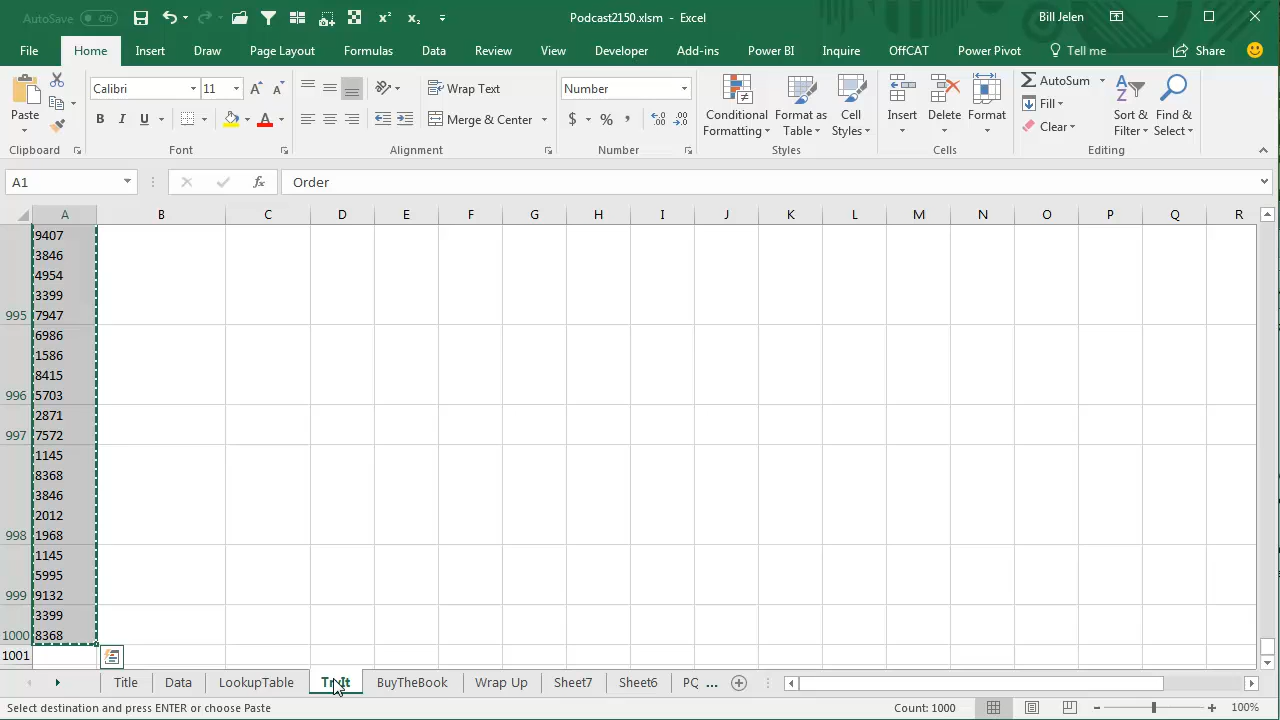 AutoSave Off Podcast2150.xlsm - Excel Bill Jelen
File Home Insert Draw Page Layout Formulas Data Review View Developer Add-ins Power BI Inquire OffCAT Power Pivot Tell me Share
Calibri 11 Wrap Text Number AutoSum
Fill
Paste B I U Merge & Center $ % , Conditional Formatting Format as Table Cell Styles Insert Delete Format Clear Sort & Filter Find & Select
Clipboard Font Alignment Number Styles Cells Editing
A1 fx Order
A B C D E F G H I J K L M N O P Q R
9407
3846
4954
3399
995 7947
6986
1586
8415
996 5703
2871
997 7572
1145
8368
3846
2012
998 1968
1145
5995
999 9132
3399
1000 8368
1001
Title Data LookupTable BuyTheBook Wrap Up Sheet7 Sheet6 PQ ...
Select destination and press ENTER or choose Paste Count: 1000 100%